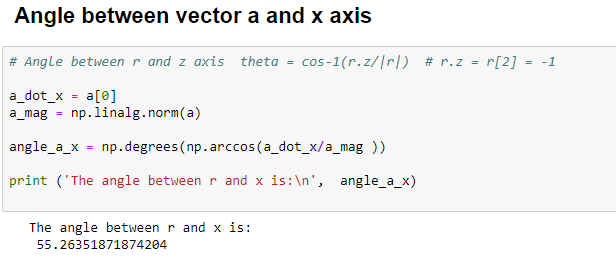 Angle between vector a and x axis
# Angle between r and z axis  theta = cos-1(r.z/|r|)  # r.z = r[2] = -1
a_dot_x = a[0]
a_mag = np.linalg.norm(a)
angle_a_x = np.degrees(np.arccos(a_dot_x/a_mag ))
print ('The angle between r and x is:\n',  angle_a_x)
The angle between r and x is:
 55.26351871874204